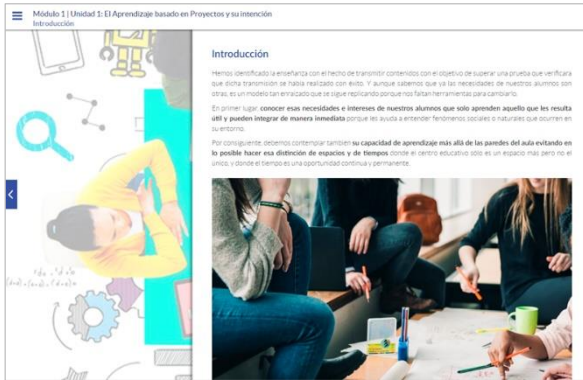 Módulo 1 | Unidad 1: El Aprendizaje basado en Proyectos y su intención
Introducción
Introducción
Hemos identificado la enseñanza con el hecho de transmitir contenidos con el objetivo de superar una prueba que verificara
que dicha transmisión se había realizado con éxito. Y aunque sabemos que ya las necesidades de nuestros alumnos son
otras, es un modelo tan enraizado que se sigue replicando porque nos faltan herramientas para cambiarlo.
En primer lugar, conocer esas necesidades e intereses de nuestros alumnos que solo aprenden aquello que les resulta
útil y pueden integrar de manera inmediata porque les ayuda a entender fenómenos sociales o naturales que ocurren en
su entorno.
Por consiguiente, debemos contemplar también su capacidad de aprendizaje más allá de las paredes del aula evitando en
lo posible hacer esa distinción de espacios y de tiempos donde el centro educativo sólo es un espacio más pero no el
único, y donde el tiempo es una oportunidad continua y permanente.